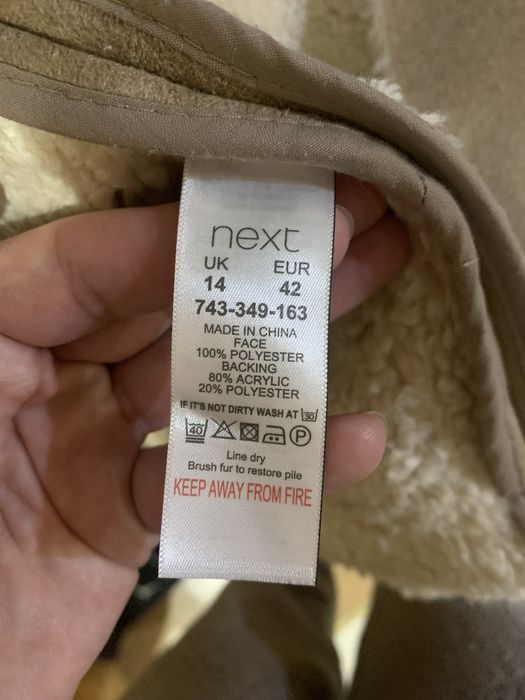 next
UK EUR
14 42
743-349-163
MADE IN CHINA
FACE
100% POLYESTER
BACKING
80% ACRYLIC
20% POLYESTER
IF IT'S NOT DIRTY WASH AT 30
40 P
Line dry
Brush fur to restore pile
KEEP AWAY FROM FIRE